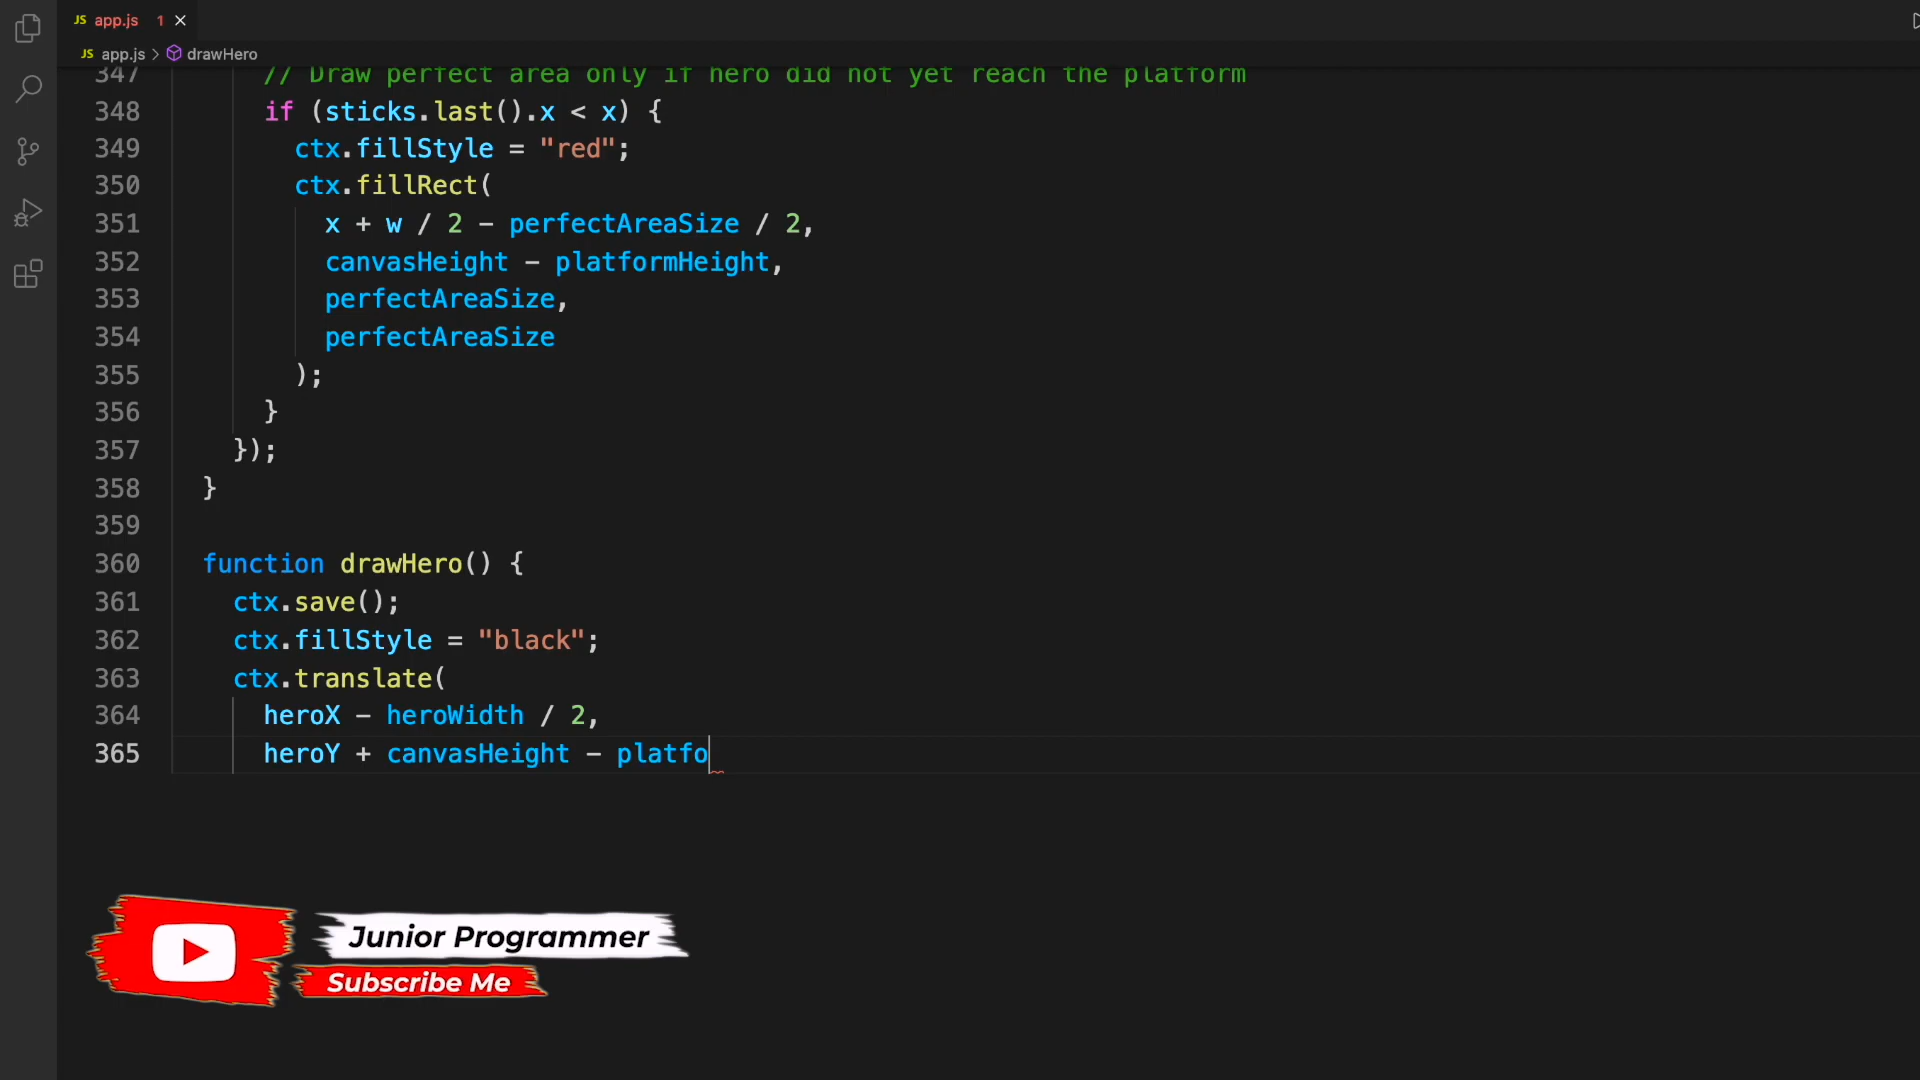 JS app.js 1
JS app.js > drawHero
347 // Draw perfect area only if hero did not yet reach the platform
348 if (sticks.last().x < x) {
349 ctx.fillStyle = "red";
350 ctx.fillRect(
351 x + w / 2 - perfectAreaSize / 2,
352 canvasHeight - platformHeight,
353 perfectAreaSize,
354 perfectAreaSize
355 );
356 }
357 });
358 }
359
360 function drawHero() {
361 ctx.save();
362 ctx.fillStyle = "black";
363 ctx.translate(
364 heroX - heroWidth / 2,
365 heroY + canvasHeight - platfo
Junior Programmer
Subscribe Me